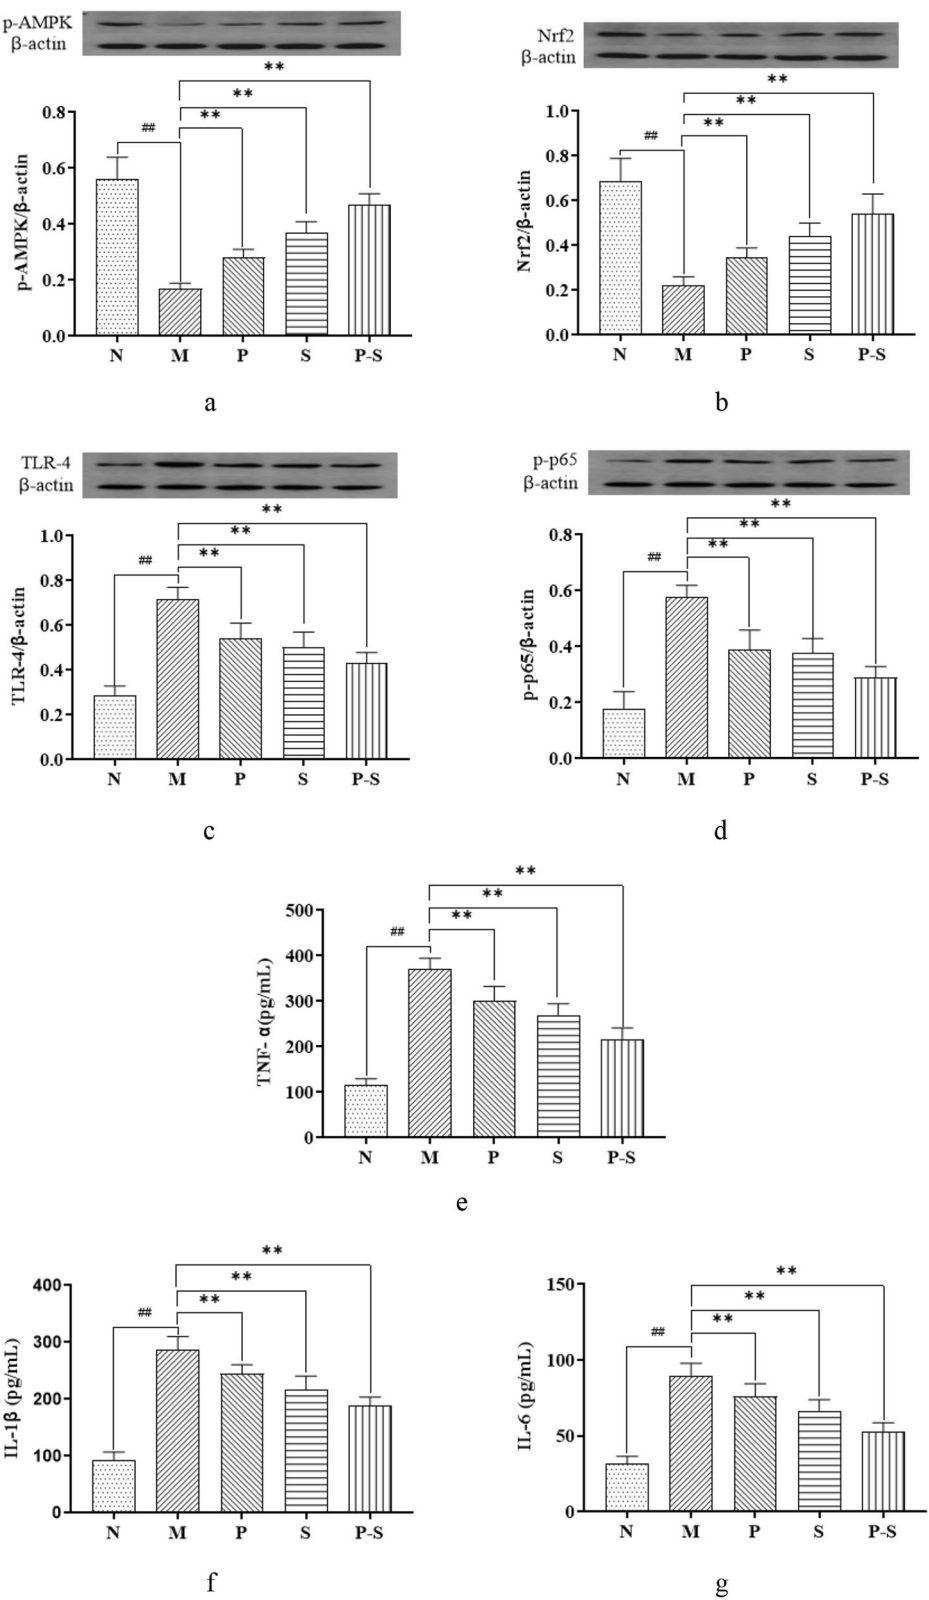 p-AMPK
β-actin
**
**
**
##
0.8
0.6
0.4
0.2
0.0
p-AMPK/β-actin
N M P S P-S
a
Nrf2
β-actin
**
**
**
##
1.0
0.8
0.6
0.4
0.2
0.0
Nrf2/β-actin
N M P S P-S
b
TLR-4
β-actin
**
**
**
##
1.0
0.8
0.6
0.4
0.2
0.0
TLR-4/β-actin
N M P S P-S
c
p-p65
β-actin
**
**
**
##
0.8
0.6
0.4
0.2
0.0
p-p65/β-actin
N M P S P-S
d
**
**
**
##
500
400
300
200
100
0
TNF- α(pg/mL)
N M P S P-S
e
**
**
**
##
400
300
200
100
0
IL-1β (pg/mL)
N M P S P-S
f
**
**
**
##
150
100
50
0
IL-6 (pg/mL)
N M P S P-S
g